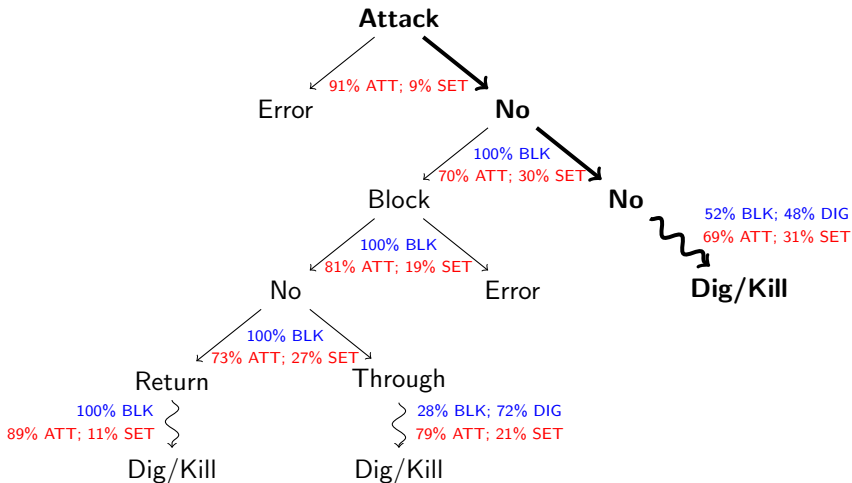 Attack
91% ATT; 9% SET
Error
No
100% BLK
70% ATT; 30% SET
Block
No
52% BLK; 48% DIG
69% ATT; 31% SET
100% BLK
81% ATT; 19% SET
No
Error
Dig/Kill
100% BLK
73% ATT; 27% SET
Return
Through
100% BLK
89% ATT; 11% SET
28% BLK; 72% DIG
79% ATT; 21% SET
Dig/Kill
Dig/Kill